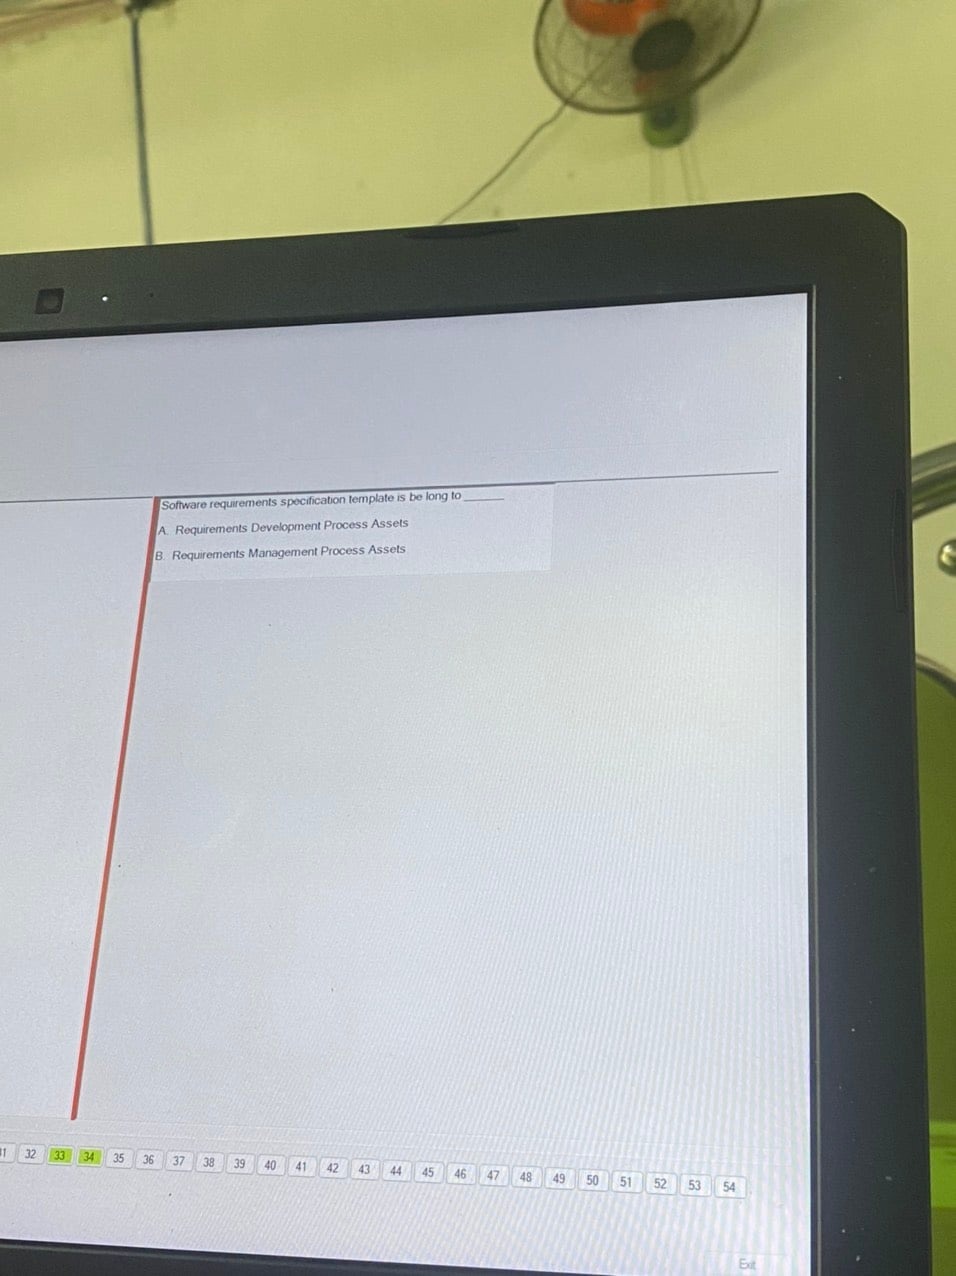 Software requirements specification template is be long to ______
A. Requirements Development Process Assets
B. Requirements Management Process Assets
32 33 34 35 36 37 38 39 40 41 42 43 44 45 46 47 48 49 50 51 52 53 54
Exit